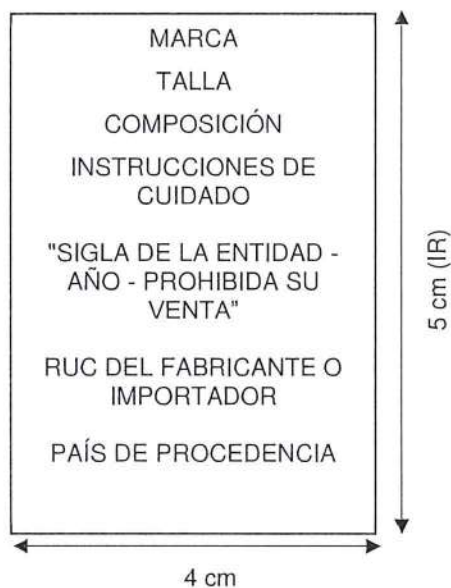 MARCA
TALLA
COMPOSICIÓN
INSTRUCCIONES DE
CUIDADO
"SIGLA DE LA ENTIDAD -
AÑO - PROHIBIDA SU
VENTA"
RUC DEL FABRICANTE O
IMPORTADOR
PAÍS DE PROCEDENCIA
5 cm (IR)
4 cm